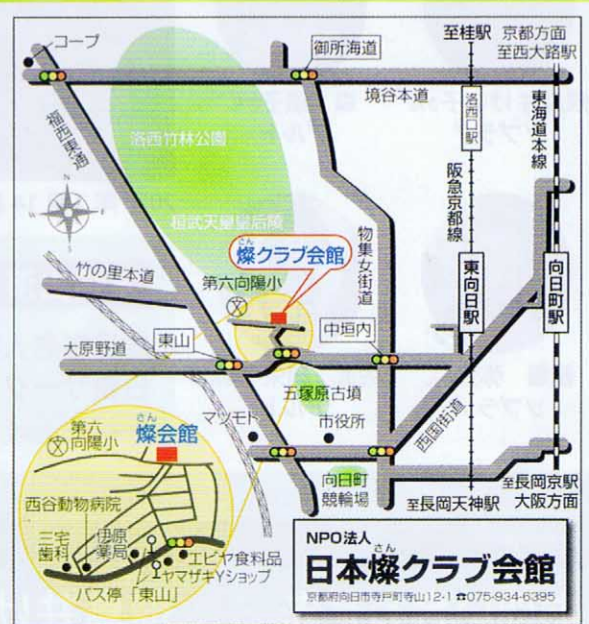 コープ
御所海道
至桂駅
京都方面
至西大路駅
境谷本道
洛西口駅
東海道本線
福西東通
洛西竹林公園
阪急京都線
桓武天皇皇后陵
物集女街道
N
W
E
S
さん
燦クラブ会館
竹の里本道
第六向陽小
文
東向日駅
向日町駅
東山
中垣内
大原野道
五塚原古墳
マツモト
市役所
西国街道
向日町
競輪場
至長岡天神駅
至長岡京駅
大阪方面
第六
向陽小
文
さん
燦会館
西谷動物病院
三宅
歯科
伊原
薬局
エビヤ食料品
ヤマザキYショップ
バス停「東山」
NPO法人
さん
日本燦クラブ会館
京都府向日市寺戸町寺山12-1 ☎075-934-6395